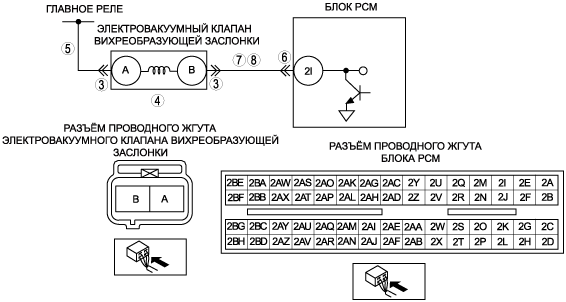 ГЛАВНОЕ РЕЛЕ
БЛОК PCM
ЭЛЕКТРОВАКУУМНЫЙ КЛАПАН
ВИХРЕОБРАЗУЮЩЕЙ ЗАСЛОНКИ
5
3
A
B
3
4
7 8
6
2I
РАЗЪЁМ ПРОВОДНОГО ЖГУТА
ЭЛЕКТРОВАКУУМНОГО КЛАПАНА ВИХРЕОБРАЗУЮЩЕЙ
ЗАСЛОНКИ
B A
РАЗЪЁМ ПРОВОДНОГО ЖГУТА
БЛОКА PCM
2BE 2BA 2AW 2AS 2AO 2AK 2AG 2AC 2Y 2U 2Q 2M 2I 2E 2A
2BF 2BB 2AX 2AT 2AP 2AL 2AH 2AD 2Z 2V 2R 2N 2J 2F 2B
2BG 2BC 2AY 2AU 2AQ 2AM 2AI 2AE 2AA 2W 2S 2O 2K 2G 2C
2BH 2BD 2AZ 2AV 2AR 2AN 2AJ 2AF 2AB 2X 2T 2P 2L 2H 2D